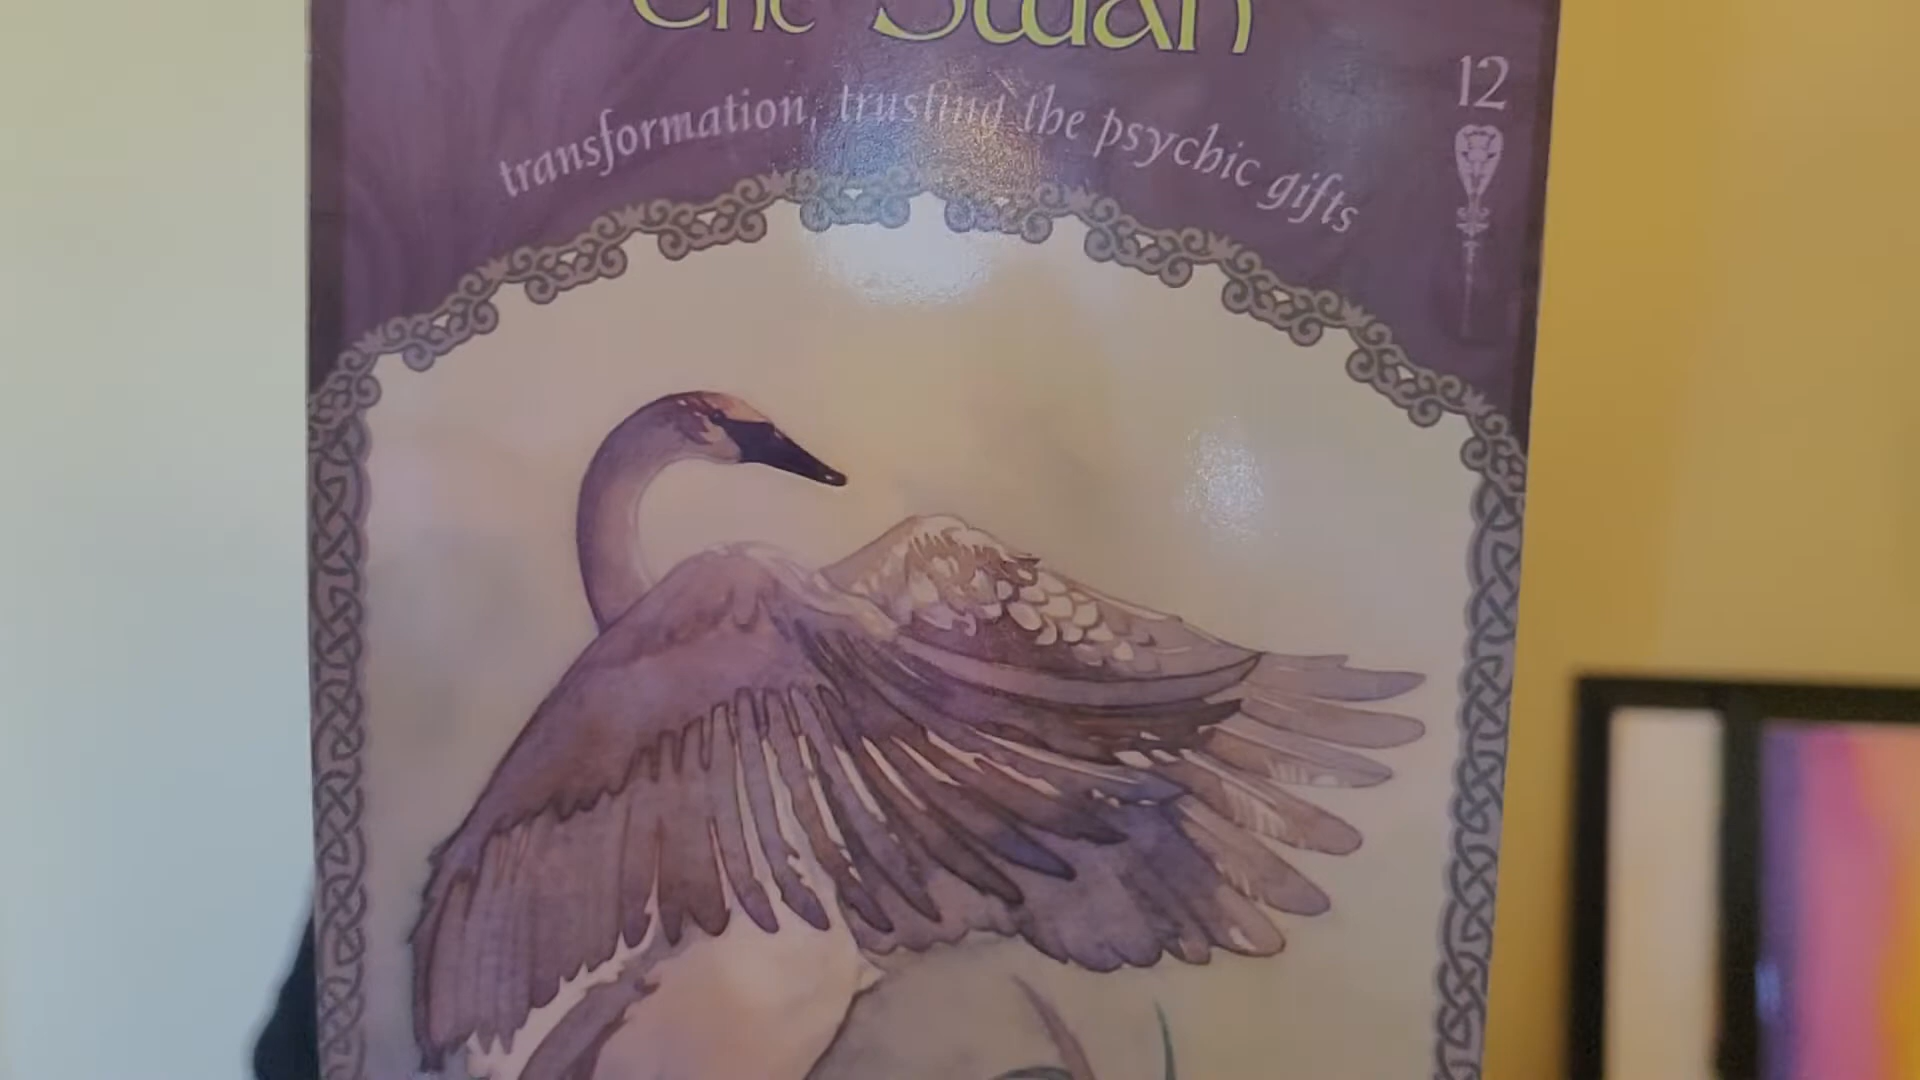 The Swan
transformation, trusting the psychic gifts
12